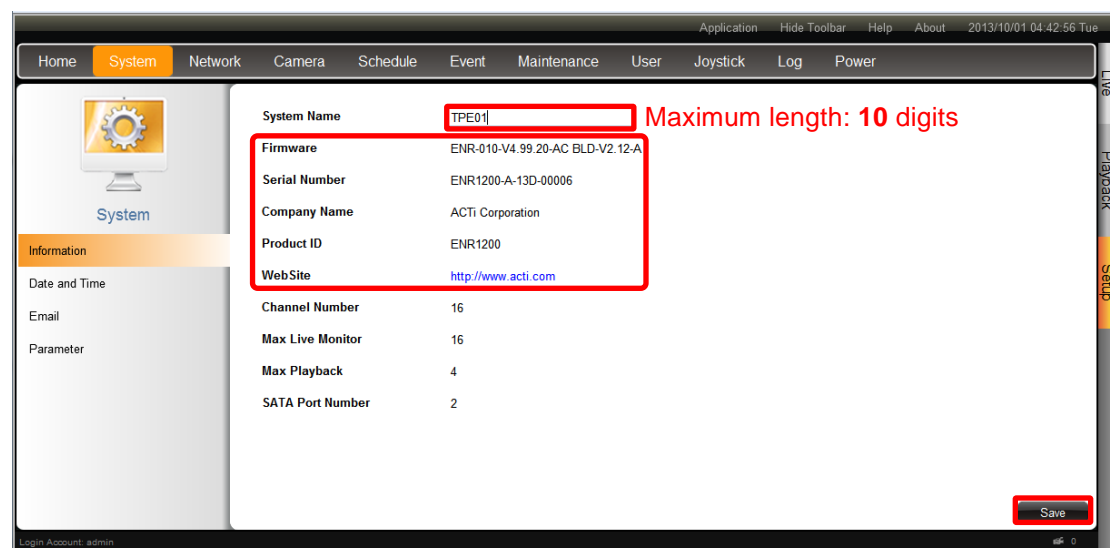 Application Hide Toolbar Help About 2013/10/01 04:42:56 Tue
Home System Network Camera Schedule Event Maintenance User Joystick Log Power
Live
Playback
Setup
System
Information
Date and Time
Email
Parameter
System Name TPE01 Maximum length: 10 digits
Firmware ENR-010-V4.99.20-AC BLD-V2.12-A
Serial Number ENR1200-A-13D-00006
Company Name ACTi Corporation
Product ID ENR1200
WebSite http://www.acti.com
Channel Number 16
Max Live Monitor 16
Max Playback 4
SATA Port Number 2
Save
Login Account: admin 0